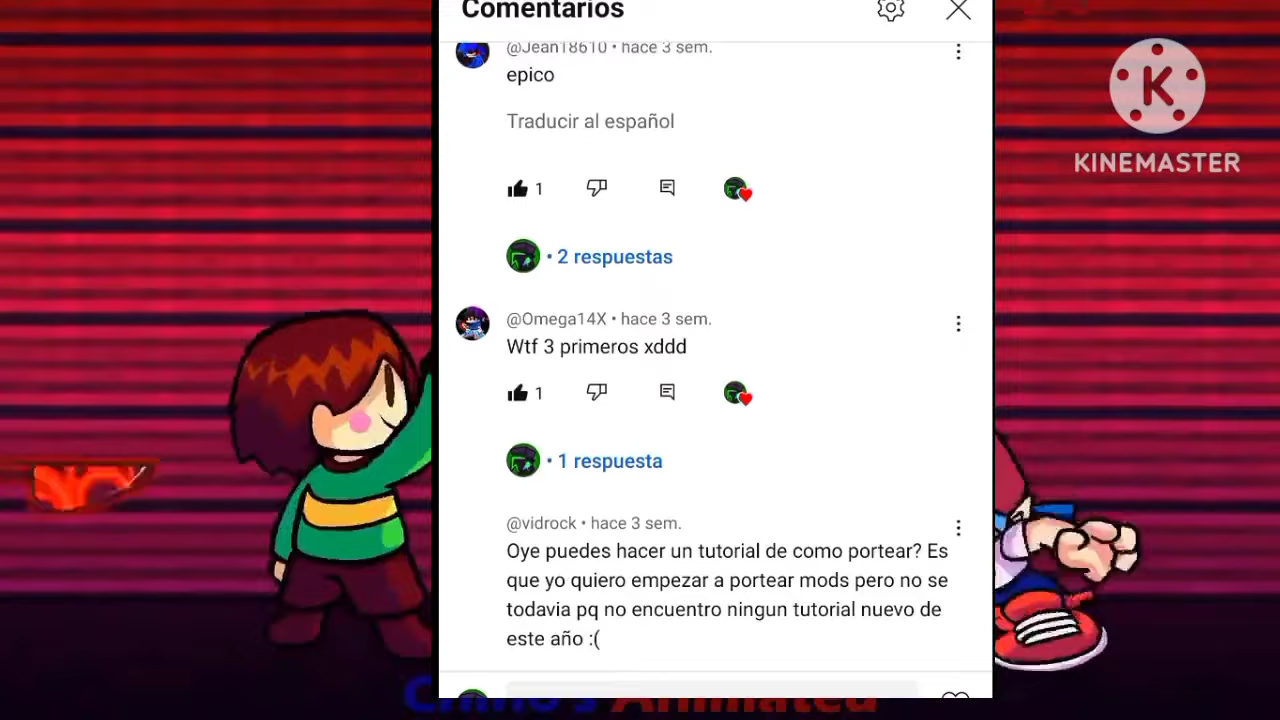 Comentarios
@Jean18610 • hace 3 sem.
epico
Traducir al español
1
• 2 respuestas
@Omega14X • hace 3 sem.
Wtf 3 primeros xddd
1
• 1 respuesta
@vidrock • hace 3 sem.
Oye puedes hacer un tutorial de como portear? Es
que yo quiero empezar a portear mods pero no se
todavia pq no encuentro ningun tutorial nuevo de
este año :(
K
KINEMASTER
Animated